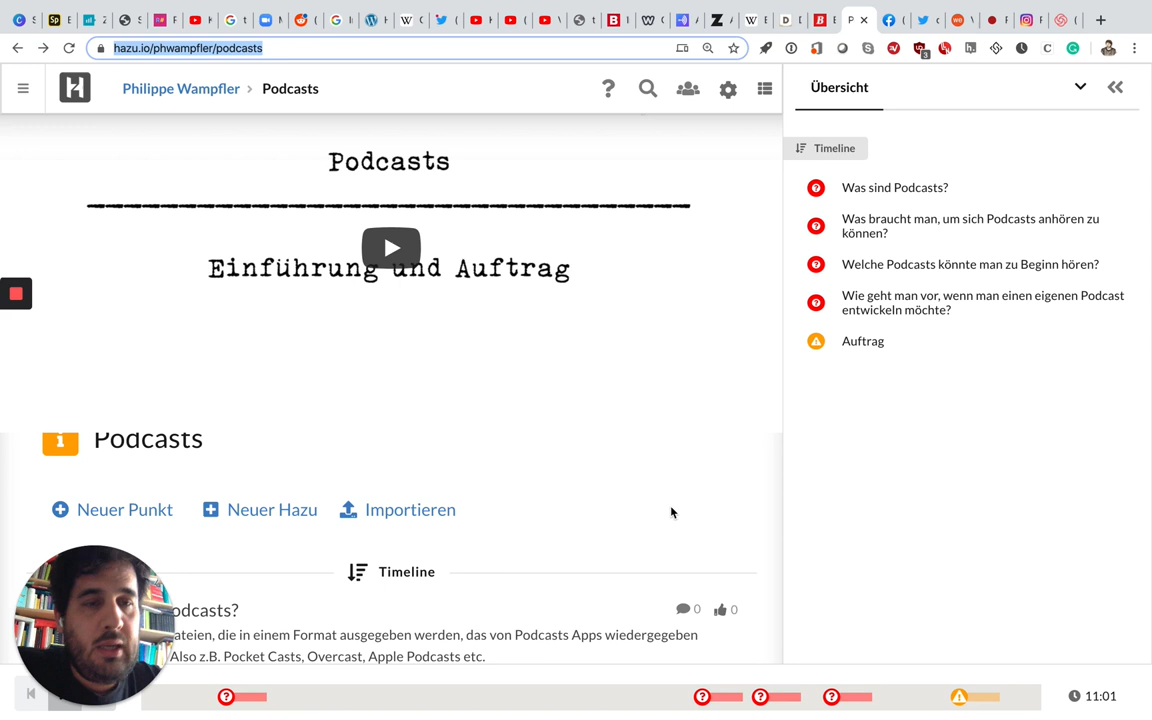 hazu.io/phwampfler/podcasts
Philippe Wampfler › Podcasts
Podcasts
Einführung und Auftrag
Podcasts
Neuer Punkt
Neuer Hazu
Importieren
Timeline
odcasts?
0
0
ateien, die in einem Format ausgegeben werden, das von Podcasts Apps wiedergegeben
Also z.B. Pocket Casts, Overcast, Apple Podcasts etc.
Übersicht
Timeline
Was sind Podcasts?
Was braucht man, um sich Podcasts anhören zu
können?
Welche Podcasts könnte man zu Beginn hören?
Wie geht man vor, wenn man einen eigenen Podcast
entwickeln möchte?
Auftrag
11:01